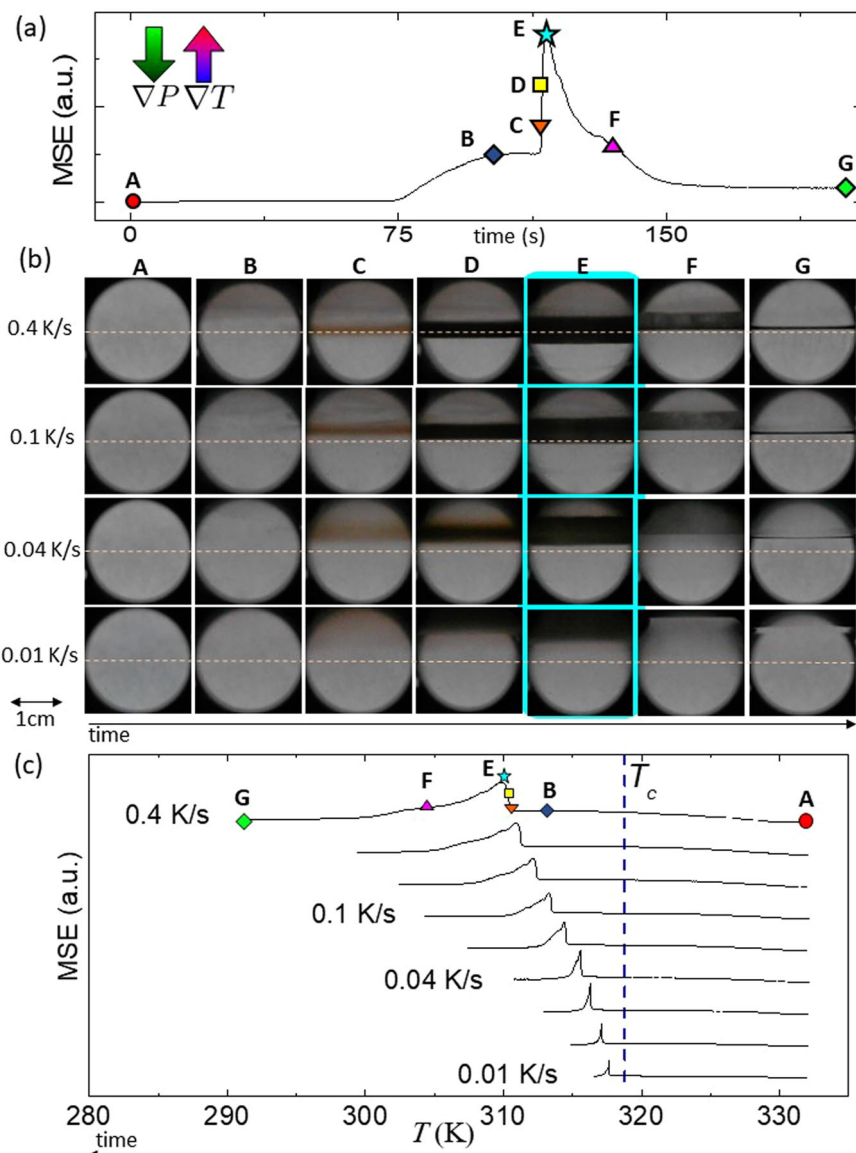 (a)
∇P ∇T
MSE (a.u.)
A
B
C
D
E
F
G
0
75
150
time (s)
(b)
A B C D E F G
0.4 K/s
0.1 K/s
0.04 K/s
0.01 K/s
1cm
time
(c)
MSE (a.u.)
G
F
E
B
A
T_c
0.4 K/s
0.1 K/s
0.04 K/s
0.01 K/s
280 290 300 310 320 330
T (K)
time